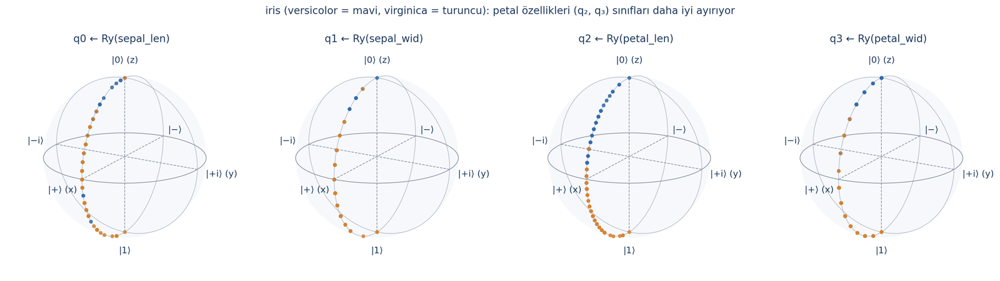 iris (versicolor = mavi, virginica = turuncu): petal özellikleri (q₂, q₃) sınıfları daha iyi ayırıyor
q0 ← Ry(sepal_len)
|0⟩ (z)
|−⟩
|−i⟩
|+i⟩ (y)
|+⟩ (x)
|1⟩
q1 ← Ry(sepal_wid)
|0⟩ (z)
|−⟩
|−i⟩
|+i⟩ (y)
|+⟩ (x)
|1⟩
q2 ← Ry(petal_len)
|0⟩ (z)
|−⟩
|−i⟩
|+i⟩ (y)
|+⟩ (x)
|1⟩
q3 ← Ry(petal_wid)
|0⟩ (z)
|−⟩
|−i⟩
|+i⟩ (y)
|+⟩ (x)
|1⟩